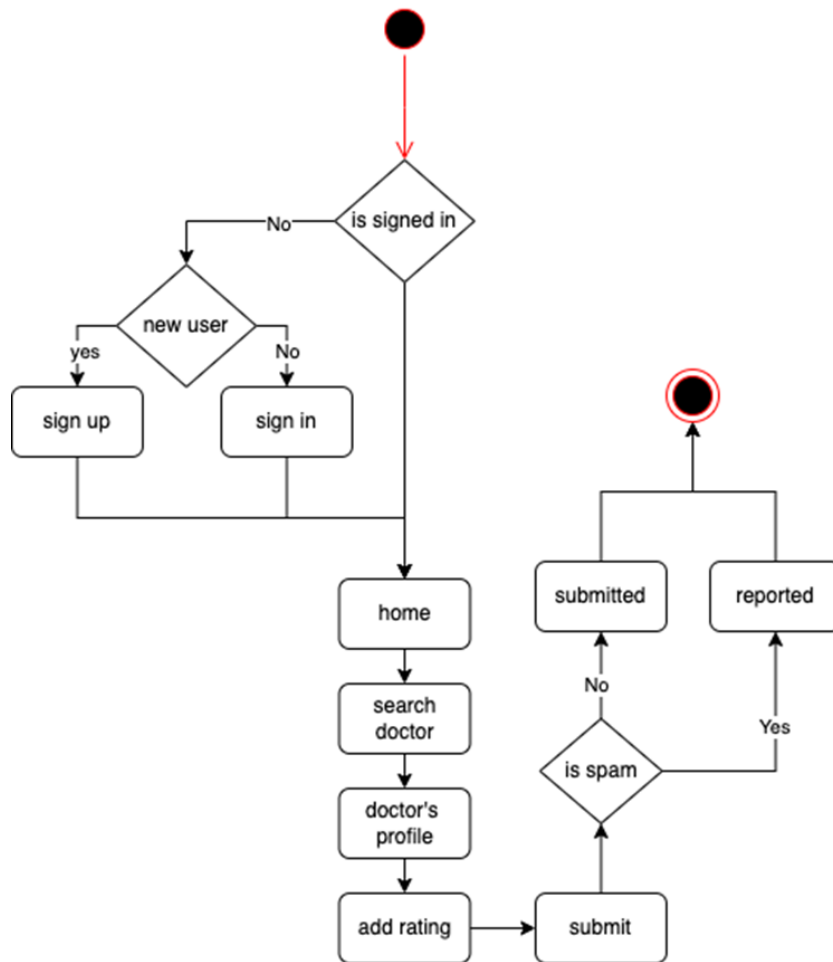 is signed in
No
new user
yes
No
sign up
sign in
home
search
doctor
doctor's
profile
add rating
submit
is spam
No
Yes
submitted
reported